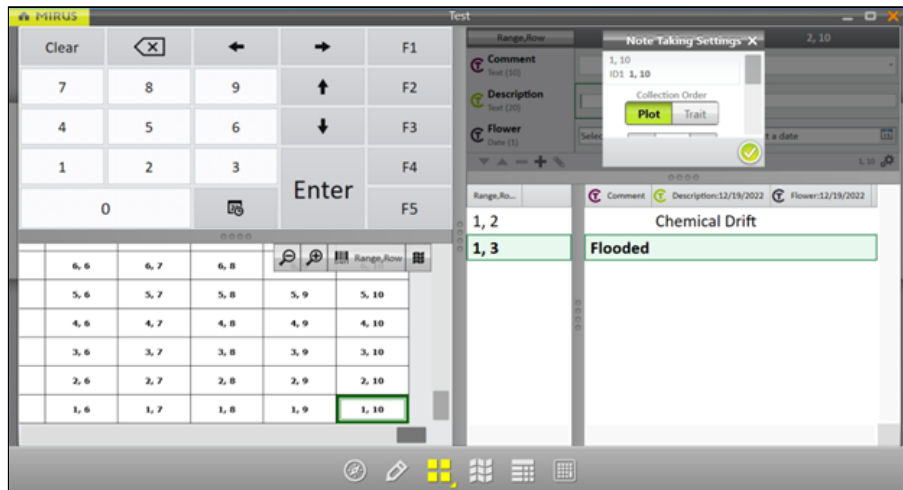 MIRUS
Test
Clear
F1
7 8 9 F2
4 5 6 F3
1 2 3 Enter F4
0 F5
Range,Row
2, 10
Comment
Text (10)
Description
Text (20)
Flower
Date (1)
Selec
t a date
1, 10
Note Taking Settings
1, 10
ID1 1, 10
Collection Order
Plot Trait
Range,Ro...
Comment Description:12/19/2022 Flower:12/19/2022
1, 2 Chemical Drift
1, 3 Flooded
Range,Row
6, 6 6, 7 6, 8
5, 6 5, 7 5, 8 5, 9 5, 10
4, 6 4, 7 4, 8 4, 9 4, 10
3, 6 3, 7 3, 8 3, 9 3, 10
2, 6 2, 7 2, 8 2, 9 2, 10
1, 6 1, 7 1, 8 1, 9 1, 10